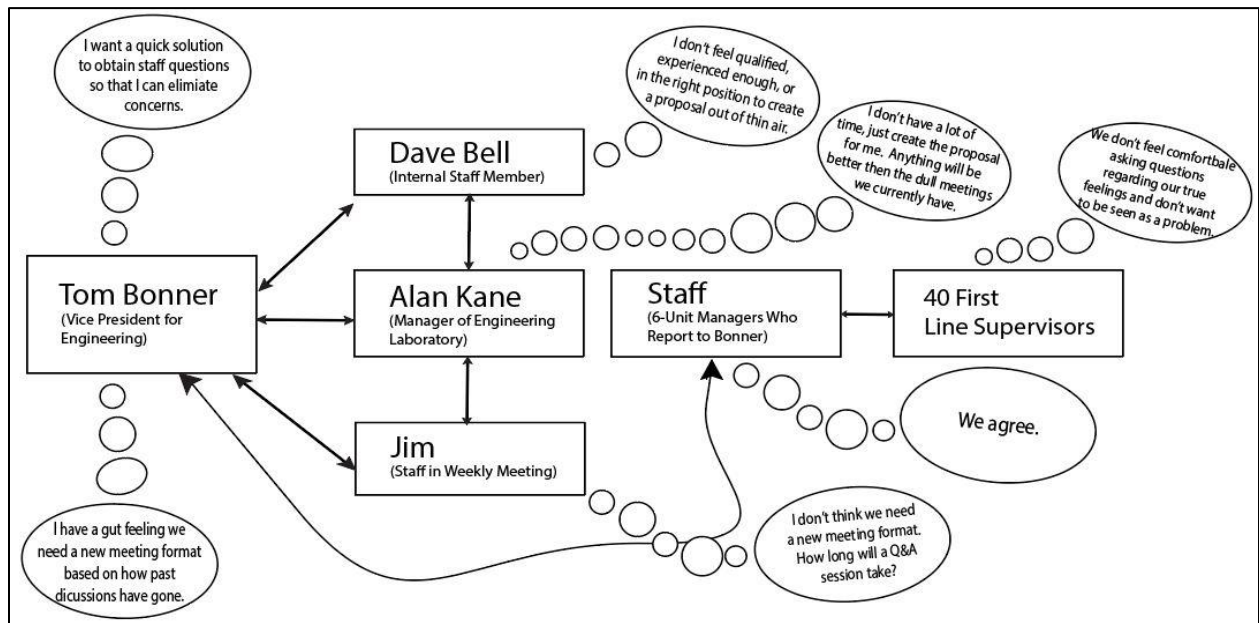 I want a quick solution
to obtain staff questions
so that I can elimiate
concerns.
I don't feel qualified,
experienced enough, or
in the right position to create
a proposal out of thin air.
I don't have a lot of
time, just create the proposal
for me. Anything will be
better then the dull meetings
we currently have.
We don't feel comfortbale
asking questions
regarding our true
feelings and don't want
to be seen as a problem.
Dave Bell
(Internal Staff Member)
Tom Bonner
(Vice President for
Engineering)
Alan Kane
(Manager of Engineering
Laboratory)
Staff
(6-Unit Managers Who
Report to Bonner)
40 First
Line Supervisors
We agree.
Jim
(Staff in Weekly Meeting)
I have a gut feeling we
need a new meeting format
based on how past
dicussions have gone.
I don't think we need
a new meeting format.
How long will a Q&A
session take?